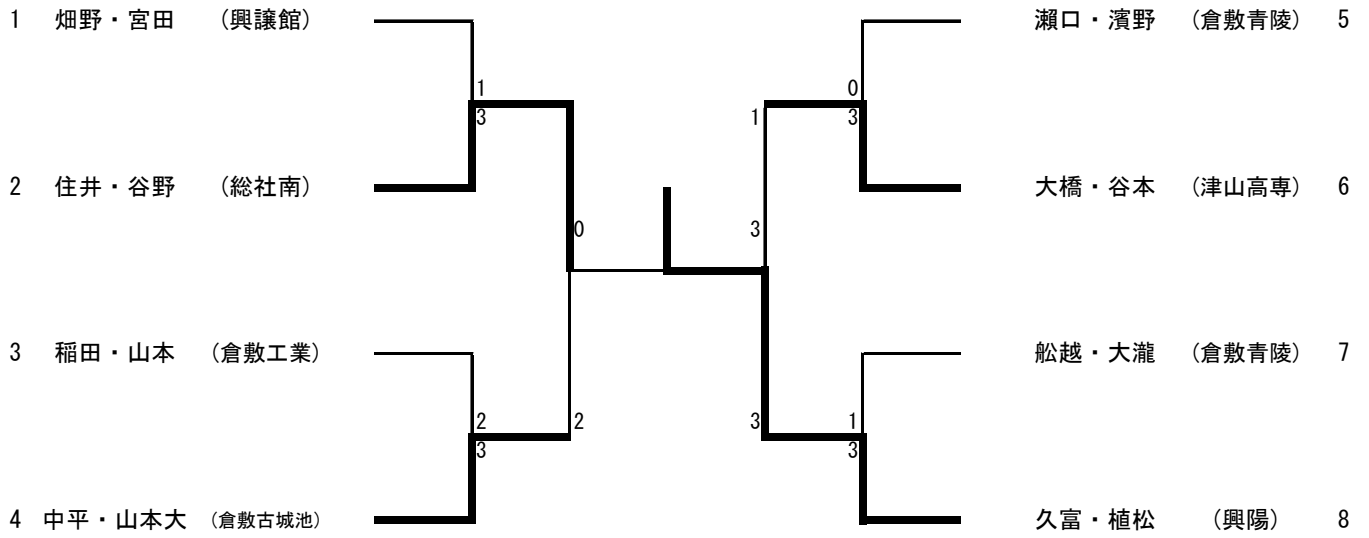 1 畑野・宮田 (興譲館)
瀬口・濱野 (倉敷青陵) 5
1
0
3
1
3
2 住井・谷野 (総社南)
大橋・谷本 (津山高専) 6
0
3
3 稲田・山本 (倉敷工業)
舩越・大瀧 (倉敷青陵) 7
2
2
3
1
3
3
4 中平・山本大 (倉敷古城池)
久富・植松 (興陽) 8